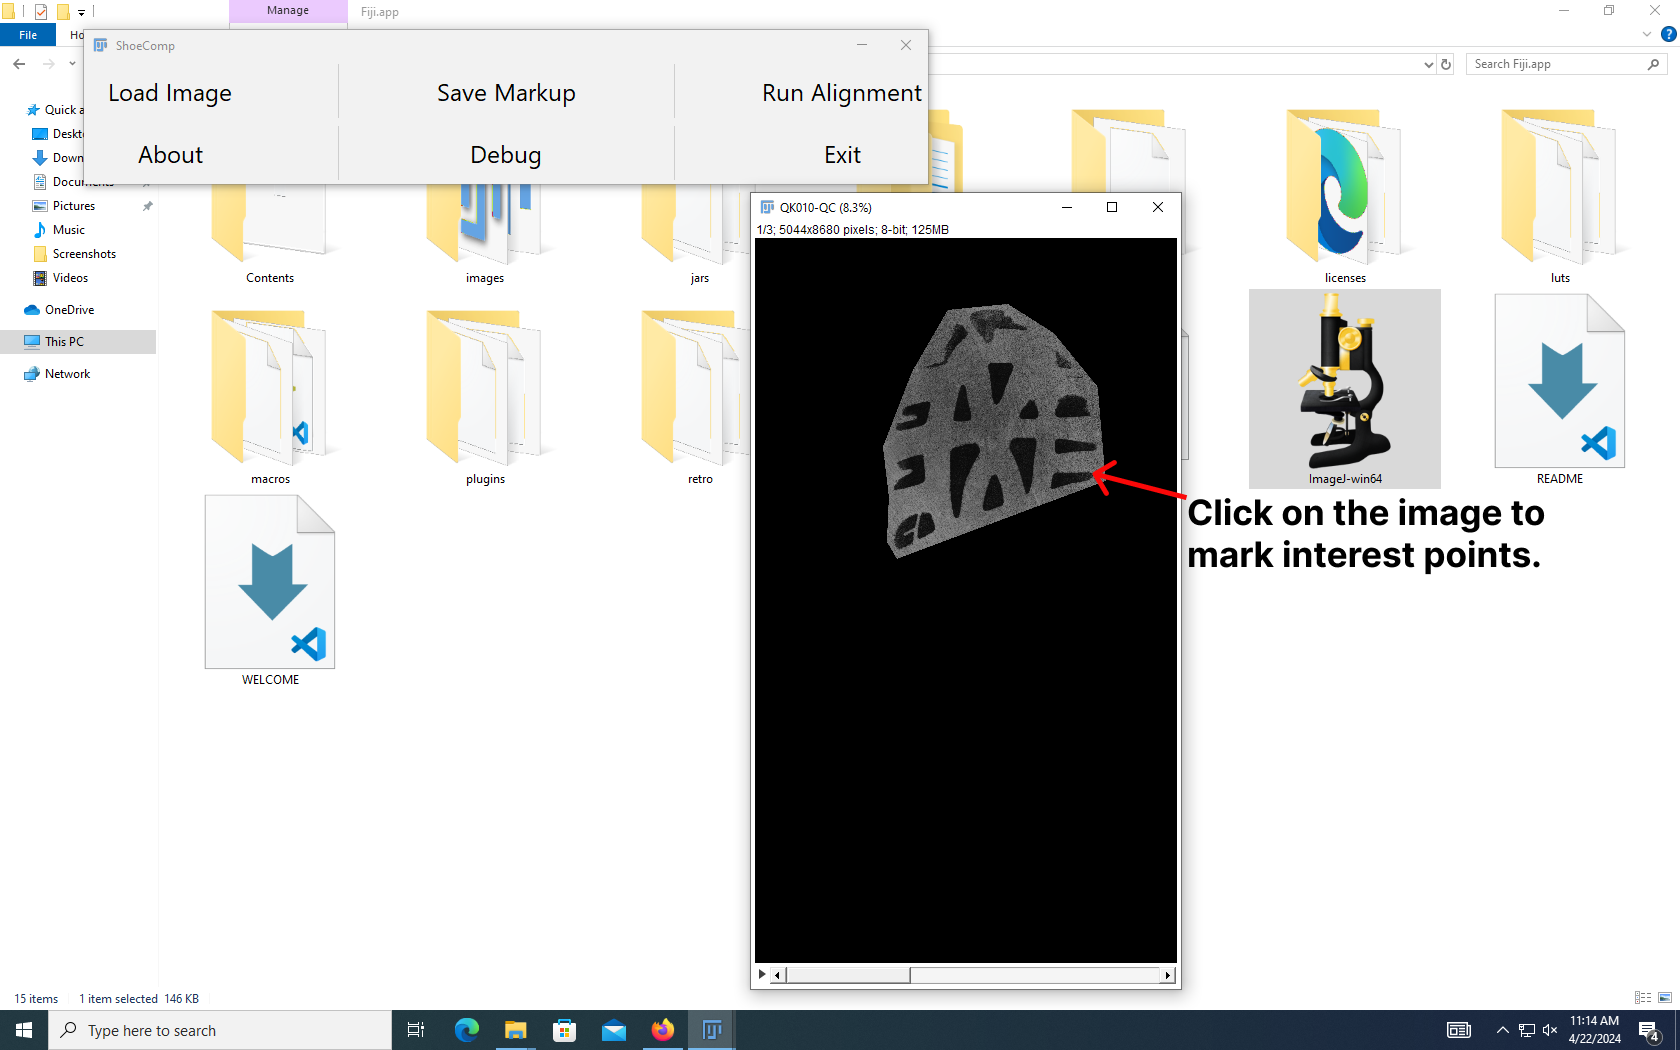 Manage
Fiji.app
File
Ho
ShoeComp
Load Image
Save Markup
Run Alignment
About
Debug
Exit
Search Fiji.app
Quick a
Deskt
Down
Documents
Pictures
Music
Screenshots
Videos
OneDrive
This PC
Network
Contents
images
jars
licenses
luts
macros
plugins
retro
ImageJ-win64
README
WELCOME
QK010-QC (8.3%)
1/3; 5044x8680 pixels; 8-bit; 125MB
Click on the image to
mark interest points.
15 items
1 item selected 146 KB
Type here to search
11:14 AM
4/22/2024
4